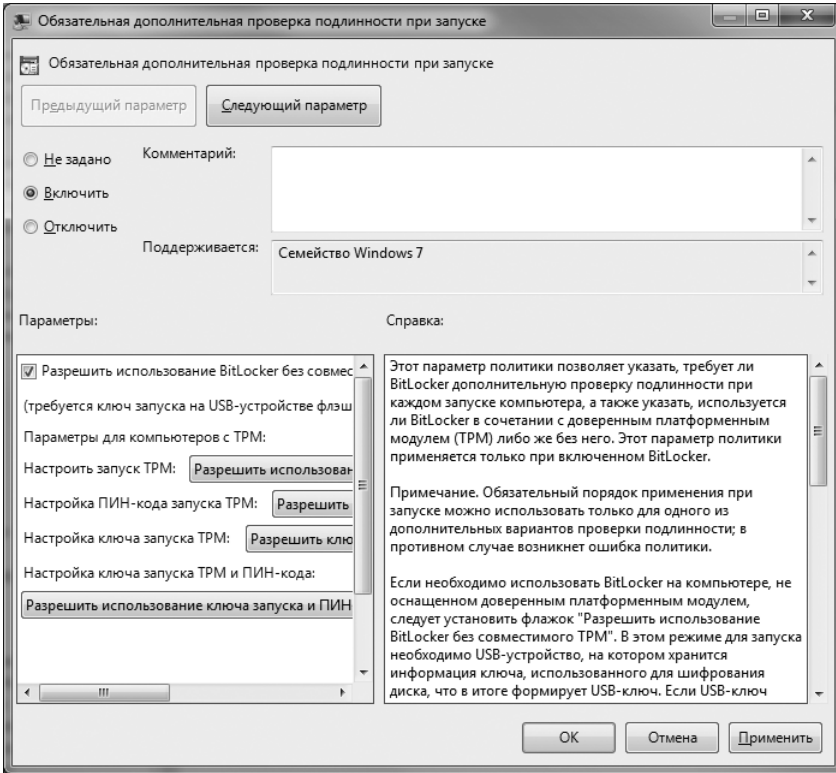 Обязательная дополнительная проверка подлинности при запуске
Обязательная дополнительная проверка подлинности при запуске
Предыдущий параметр
Следующий параметр
Не задано
Комментарий:
Включить
Отключить
Поддерживается:
Семейство Windows 7
Параметры:
Справка:
Разрешить использование BitLocker без совмес
(требуется ключ запуска на USB-устройстве флэш
Параметры для компьютеров с TPM:
Настроить запуск TPM:
Разрешить использован
Настройка ПИН-кода запуска TPM:
Разрешить
Настройка ключа запуска TPM:
Разрешить клю
Настройка ключа запуска TPM и ПИН-кода:
Разрешить использование ключа запуска и ПИН
Этот параметр политики позволяет указать, требует ли
BitLocker дополнительную проверку подлинности при
каждом запуске компьютера, а также указать, используется
ли BitLocker в сочетании с доверенным платформенным
модулем (TPM) либо же без него. Этот параметр политики
применяется только при включенном BitLocker.
Примечание. Обязательный порядок применения при
запуске можно использовать только для одного из
дополнительных вариантов проверки подлинности; в
противном случае возникнет ошибка политики.
Если необходимо использовать BitLocker на компьютере, не
оснащенном доверенным платформенным модулем,
следует установить флажок "Разрешить использование
BitLocker без совместимого TPM". В этом режиме для запуска
необходимо USB-устройство, на котором хранится
информация ключа, использованного для шифрования
диска, что в итоге формирует USB-ключ. Если USB-ключ
ОК
Отмена
Применить